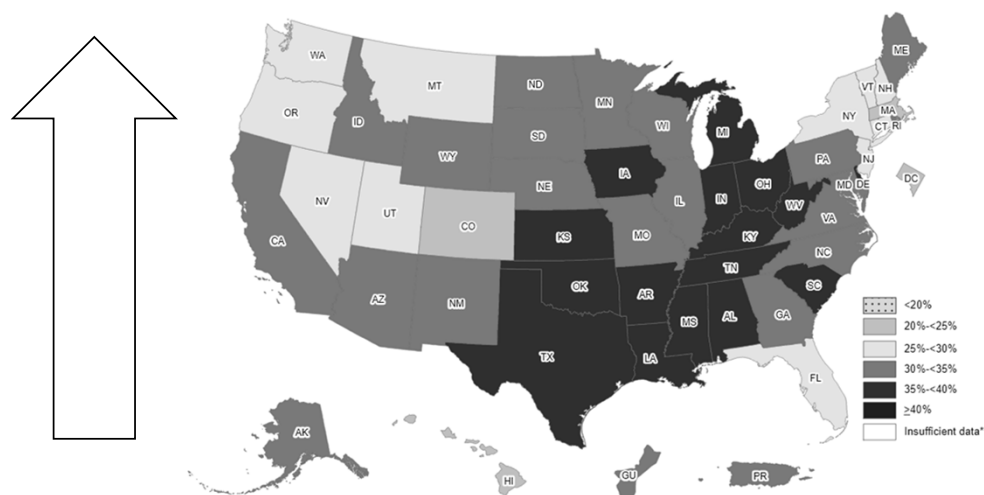 WA
MT
ND
MN
ME
VT
NH
OR
ID
SD
WI
MI
NY
MA
CT
RI
WY
IA
PA
NJ
NE
IL
IN
OH
MD
DE
DC
NV
UT
CO
WV
VA
CA
KS
MO
KY
NC
AZ
NM
OK
AR
TN
SC
MS
AL
GA
TX
LA
FL
AK
HI
GU
PR
<20%
20%-<25%
25%-<30%
30%-<35%
35%-<40%
≥40%
Insufficient data*